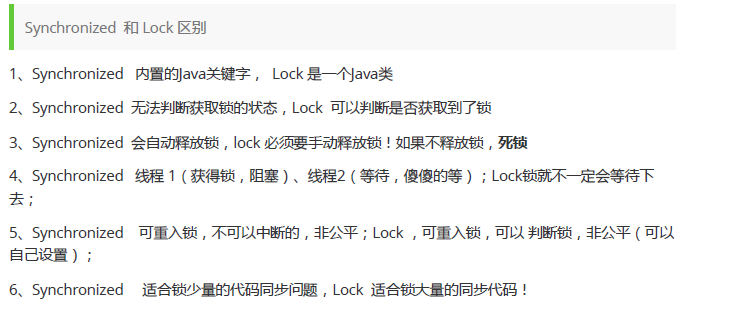 Synchronized 和 Lock 区别
1、Synchronized 内置的Java关键字， Lock 是一个Java类
2、Synchronized 无法判断获取锁的状态，Lock 可以判断是否获取到了锁
3、Synchronized 会自动释放锁，lock 必须要手动释放锁！如果不释放锁，死锁
4、Synchronized 线程 1（获得锁，阻塞）、线程2（等待，傻傻的等）；Lock锁就不一定会等待下
去；
5、Synchronized 可重入锁，不可以中断的，非公平；Lock ，可重入锁，可以 判断锁，非公平（可以
自己设置）；
6、Synchronized 适合锁少量的代码同步问题，Lock 适合锁大量的同步代码！